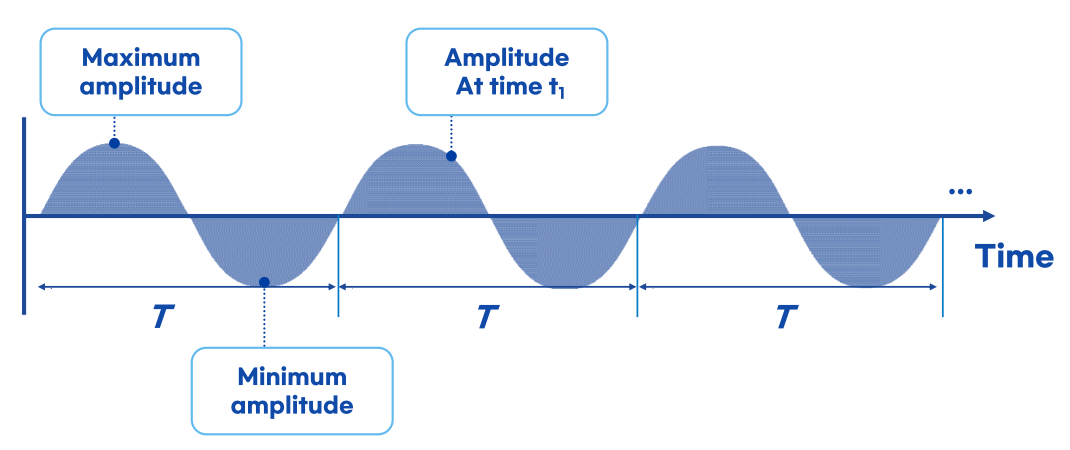 Maximum
amplitude
Amplitude
At time t₁
...
Time
T
T
T
Minimum
amplitude